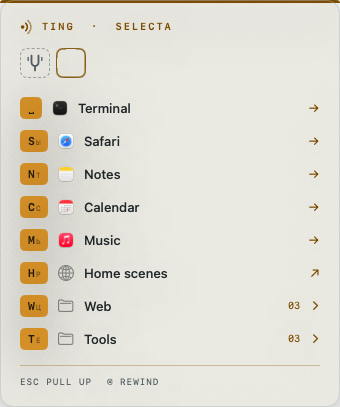 TING · SELECTA
␣ Terminal →
S Safari →
N Notes →
C Calendar →
M Music →
H Home scenes ↗
W Web 03 >
T Tools 03 >
ESC PULL UP REWIND